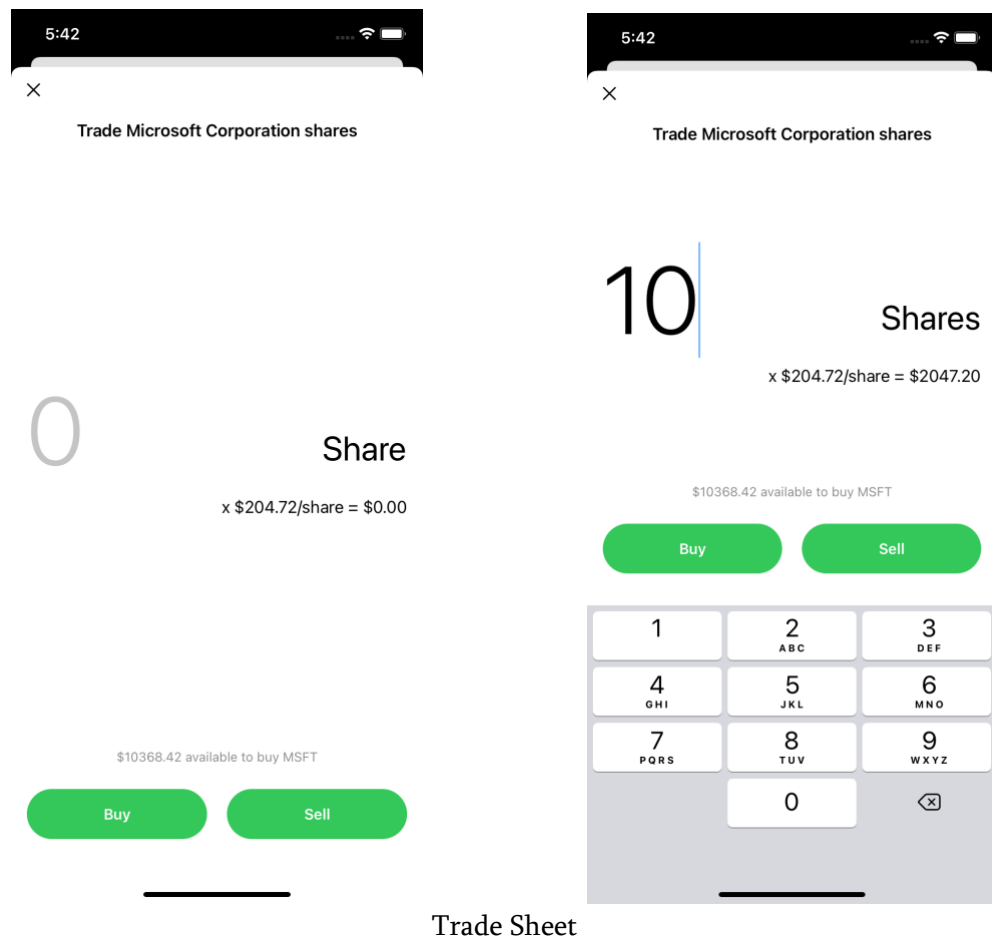 5:42
Trade Microsoft Corporation shares
0
Share
x $204.72/share = $0.00
$10368.42 available to buy MSFT
Buy
Sell
5:42
Trade Microsoft Corporation shares
10
Shares
x $204.72/share = $2047.20
$10368.42 available to buy MSFT
Buy
Sell
1
2
ABC
3
DEF
4
GHI
5
JKL
6
MNO
7
PQRS
8
TUV
9
WXYZ
0
Trade Sheet